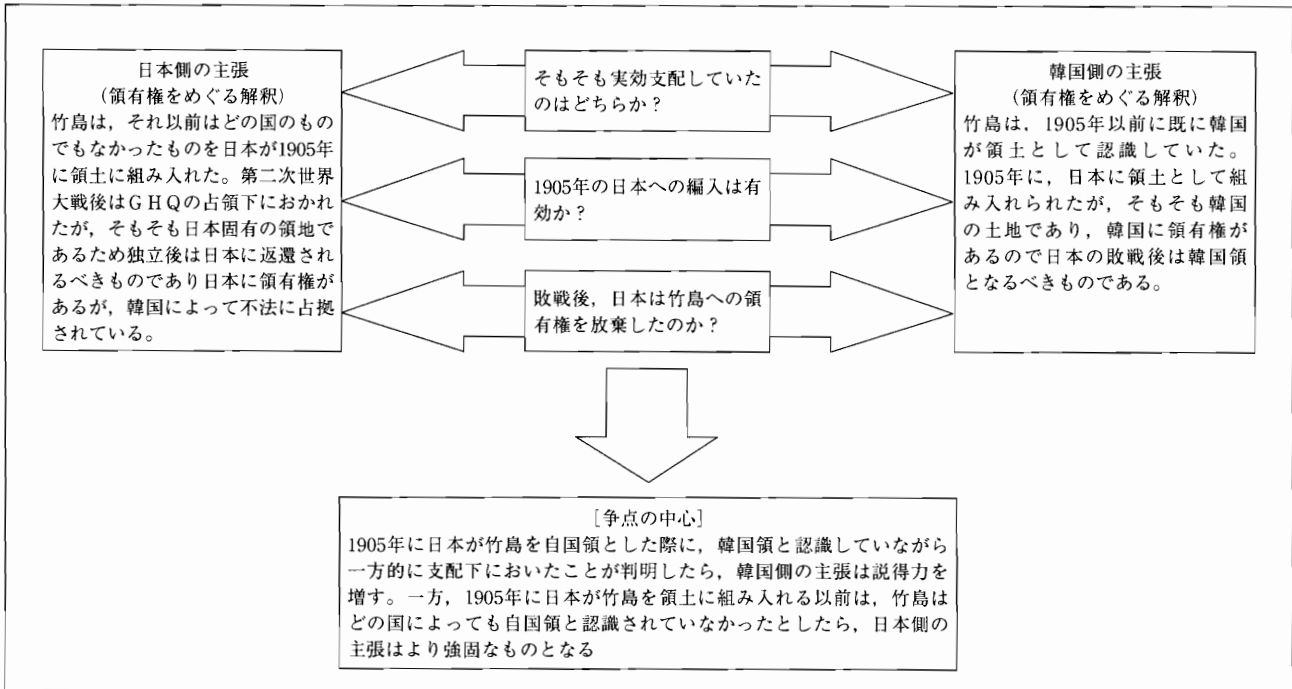 日本側の主張
(領有権をめぐる解釈)
竹島は，それ以前はどの国のもの
でもなかったものを日本が1905年
に領土に組み入れた。第二次世界
大戦後はＧＨＱの占領下におかれ
たが，そもそも日本固有の領地で
あるため独立後は日本に返還され
るべきものであり日本に領有権が
あるが，韓国によって不法に占拠
されている。
そもそも実効支配していた
のはどちらか？
1905年の日本への編入は有
効か？
敗戦後，日本は竹島への領
有権を放棄したのか？
韓国側の主張
(領有権をめぐる解釈)
竹島は，1905年以前に既に韓国
が領土として認識していた。
1905年に，日本に領土として組
み入れられたが，そもそも韓国
の土地であり，韓国に領有権が
あるので日本の敗戦後は韓国領
となるべきものである。
［争点の中心］
1905年に日本が竹島を自国領とした際に，韓国領と認識していながら
一方的に支配下においたことが判明したら，韓国側の主張は説得力を
増す。一方，1905年に日本が竹島を領土に組み入れる以前は，竹島は
どの国によっても自国領と認識されていなかったとしたら，日本側の
主張はより強固なものとなる